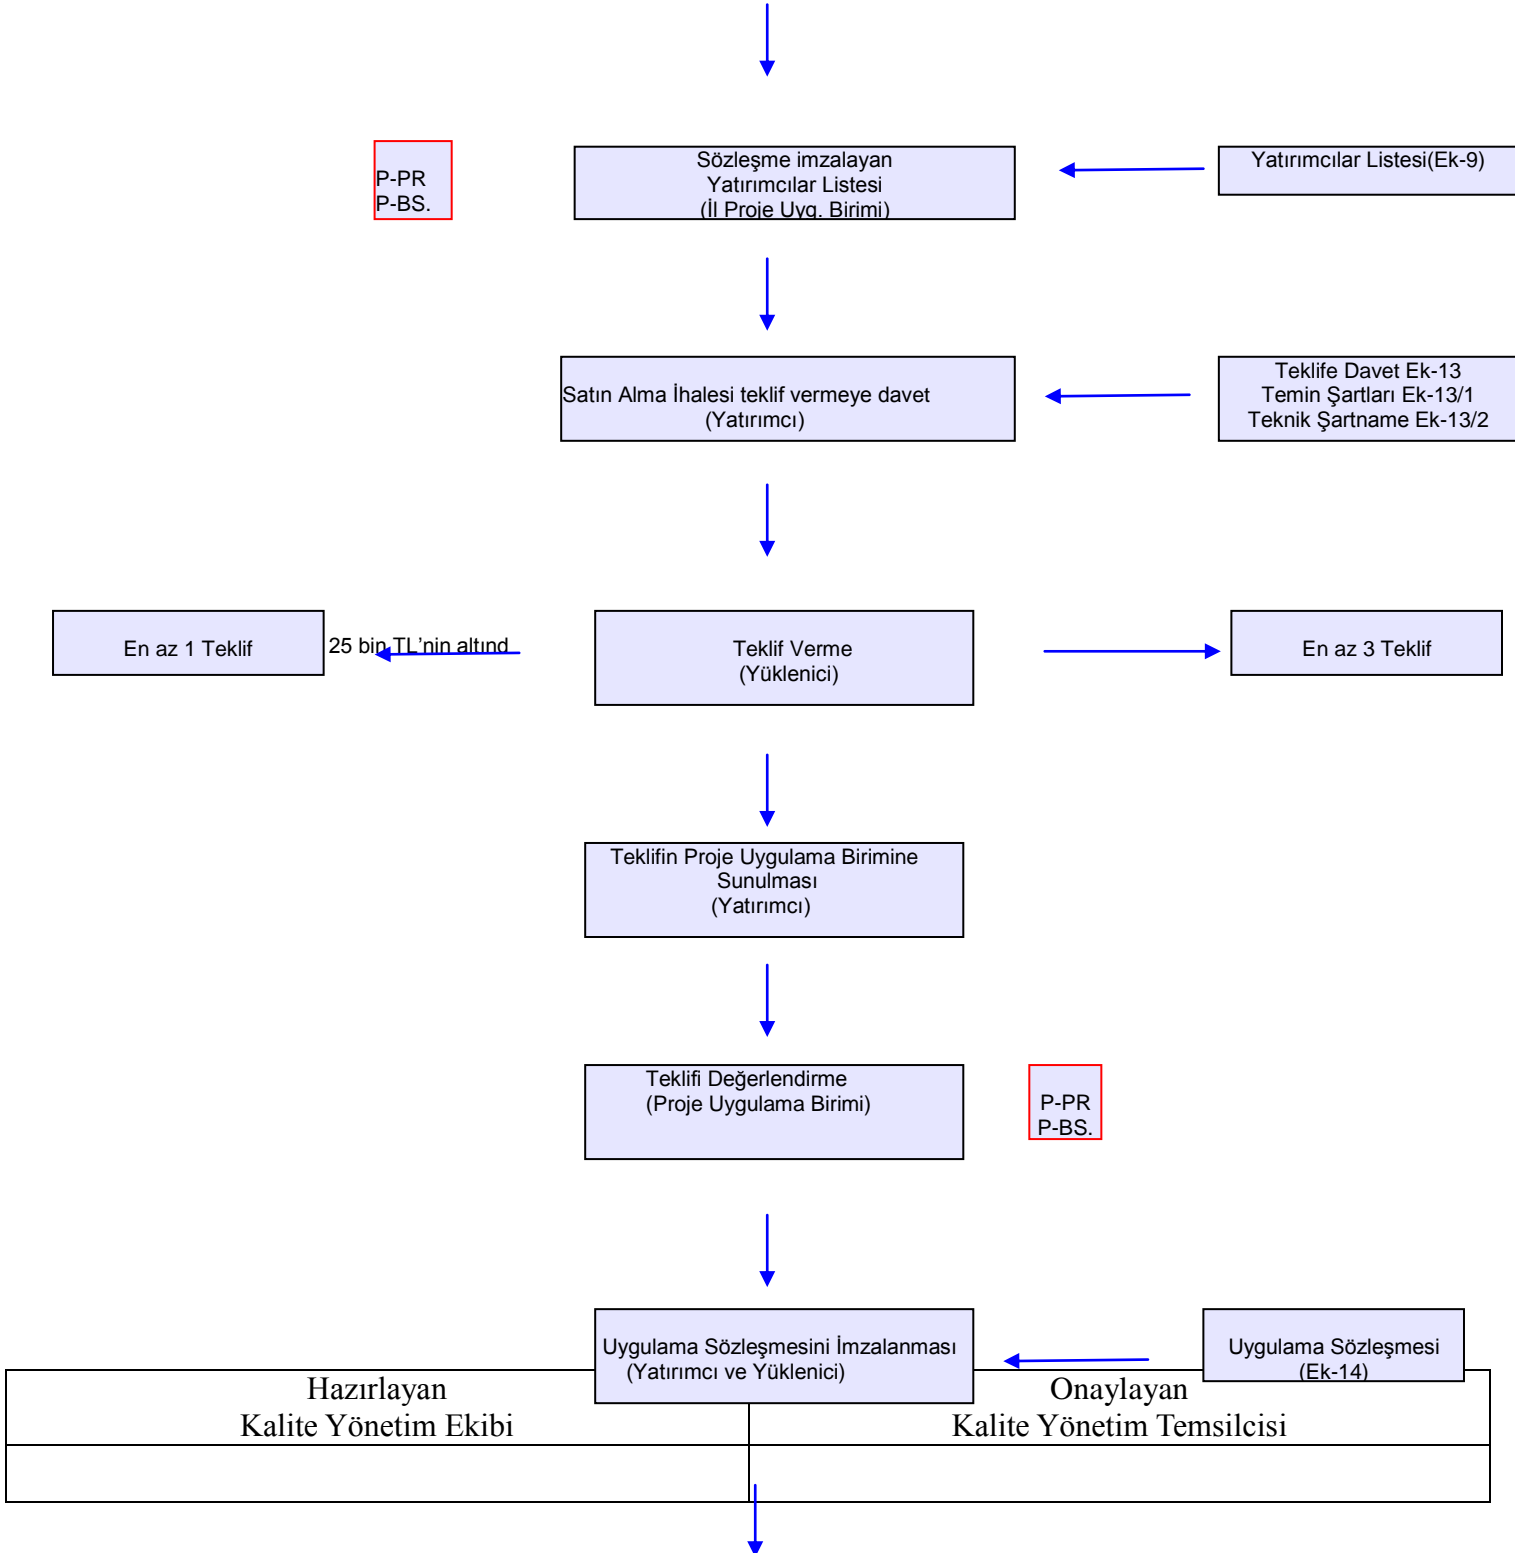 P-PR
P-BS.
Sözleşme imzalayan
Yatırımcılar Listesi
(İl Proje Uyg. Birimi)
Yatırımcılar Listesi(Ek-9)
Satın Alma İhalesi teklif vermeye davet
(Yatırımcı)
Teklife Davet Ek-13
Temin Şartları Ek-13/1
Teknik Şartname Ek-13/2
En az 1 Teklif
25 bin TL’nin altınd
Teklif Verme
(Yüklenici)
En az 3 Teklif
Teklifin Proje Uygulama Birimine
Sunulması
(Yatırımcı)
Teklifi Değerlendirme
(Proje Uygulama Birimi)
P-PR
P-BS.
Uygulama Sözleşmesini İmzalanması
(Yatırımcı ve Yüklenici)
Uygulama Sözleşmesi
(Ek-14)
Hazırlayan
Kalite Yönetim Ekibi
Onaylayan
Kalite Yönetim Temsilcisi